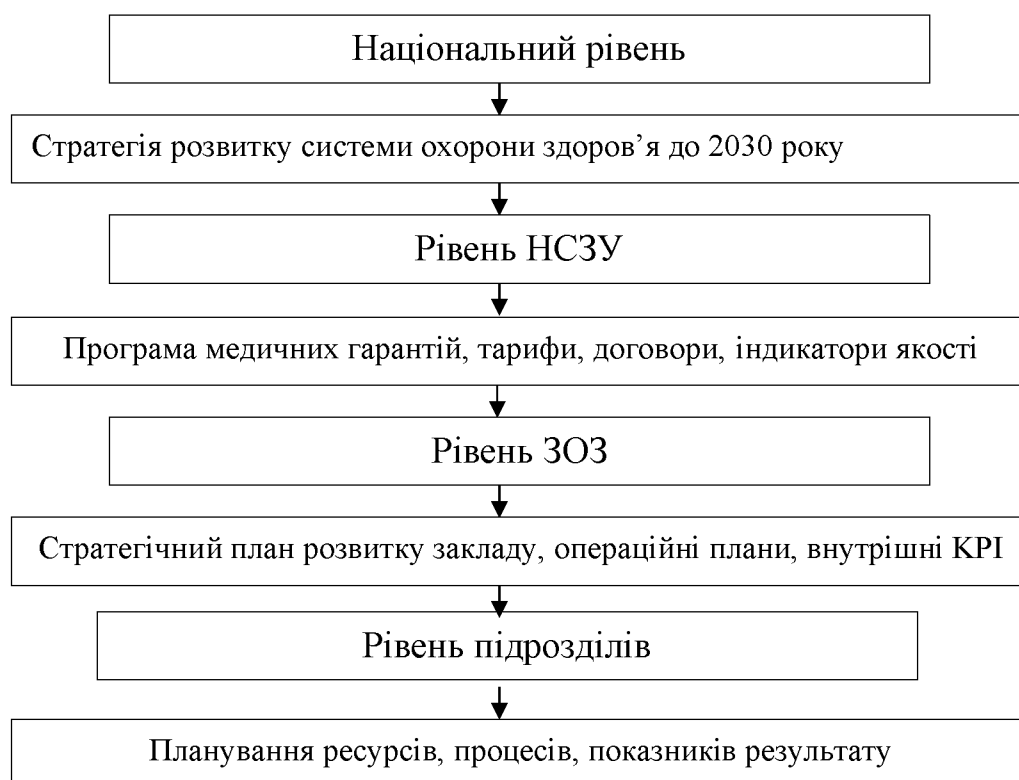 Національний рівень
Стратегія розвитку системи охорони здоров’я до 2030 року
Рівень НСЗУ
Програма медичних гарантій, тарифи, договори, індикатори якості
Рівень ЗОЗ
Стратегічний план розвитку закладу, операційні плани, внутрішні KPI
Рівень підрозділів
Планування ресурсів, процесів, показників результату